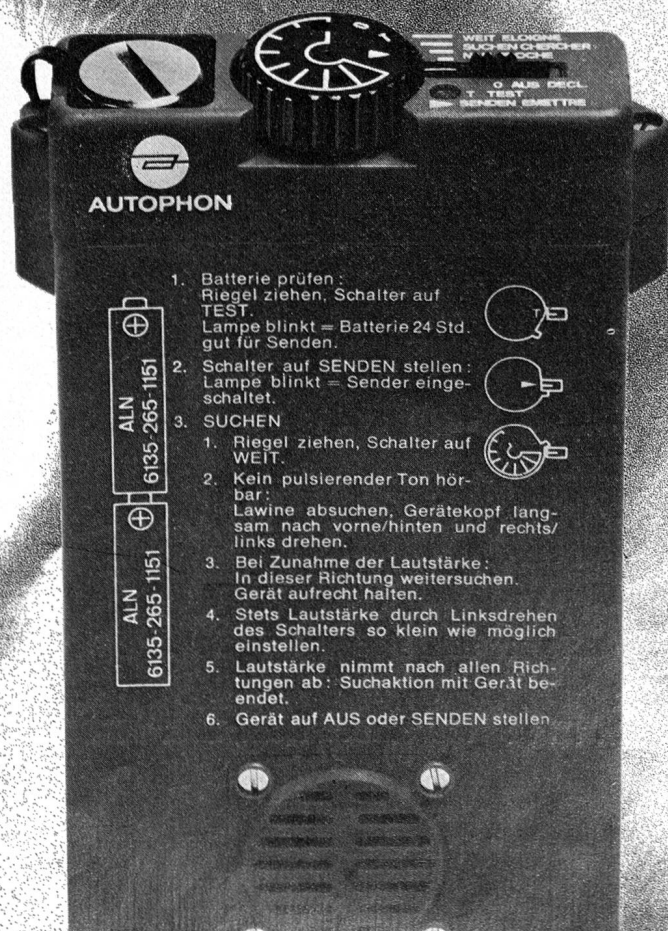 WEIT ELOIGNE
SUCHEN CHERCHER
O AUS DECL.
T TEST
SENDEN EMETTRE
AUTOPHON
1. Batterie prüfen :
Riegel ziehen, Schalter auf
TEST.
Lampe blinkt = Batterie 24 Std.
gut für Senden.
T
2. Schalter auf SENDEN stellen :
Lampe blinkt = Sender einge-
schaltet.
3. SUCHEN
1. Riegel ziehen, Schalter auf
WEIT.
2. Kein pulsierender Ton hör-
bar :
Lawine absuchen, Gerätekopf lang-
sam nach vorne/hinten und rechts/
links drehen.
3. Bei Zunahme der Lautstärke :
In dieser Richtung weitersuchen.
Gerät aufrecht halten.
4. Stets Lautstärke durch Linksdrehen
des Schalters so klein wie möglich
einstellen.
5. Lautstärke nimmt nach allen Rich-
tungen ab : Suchaktion mit Gerät be-
endet.
6. Gerät auf AUS oder SENDEN stellen
ALN
6135-265-1151
ALN
6135-265-1151